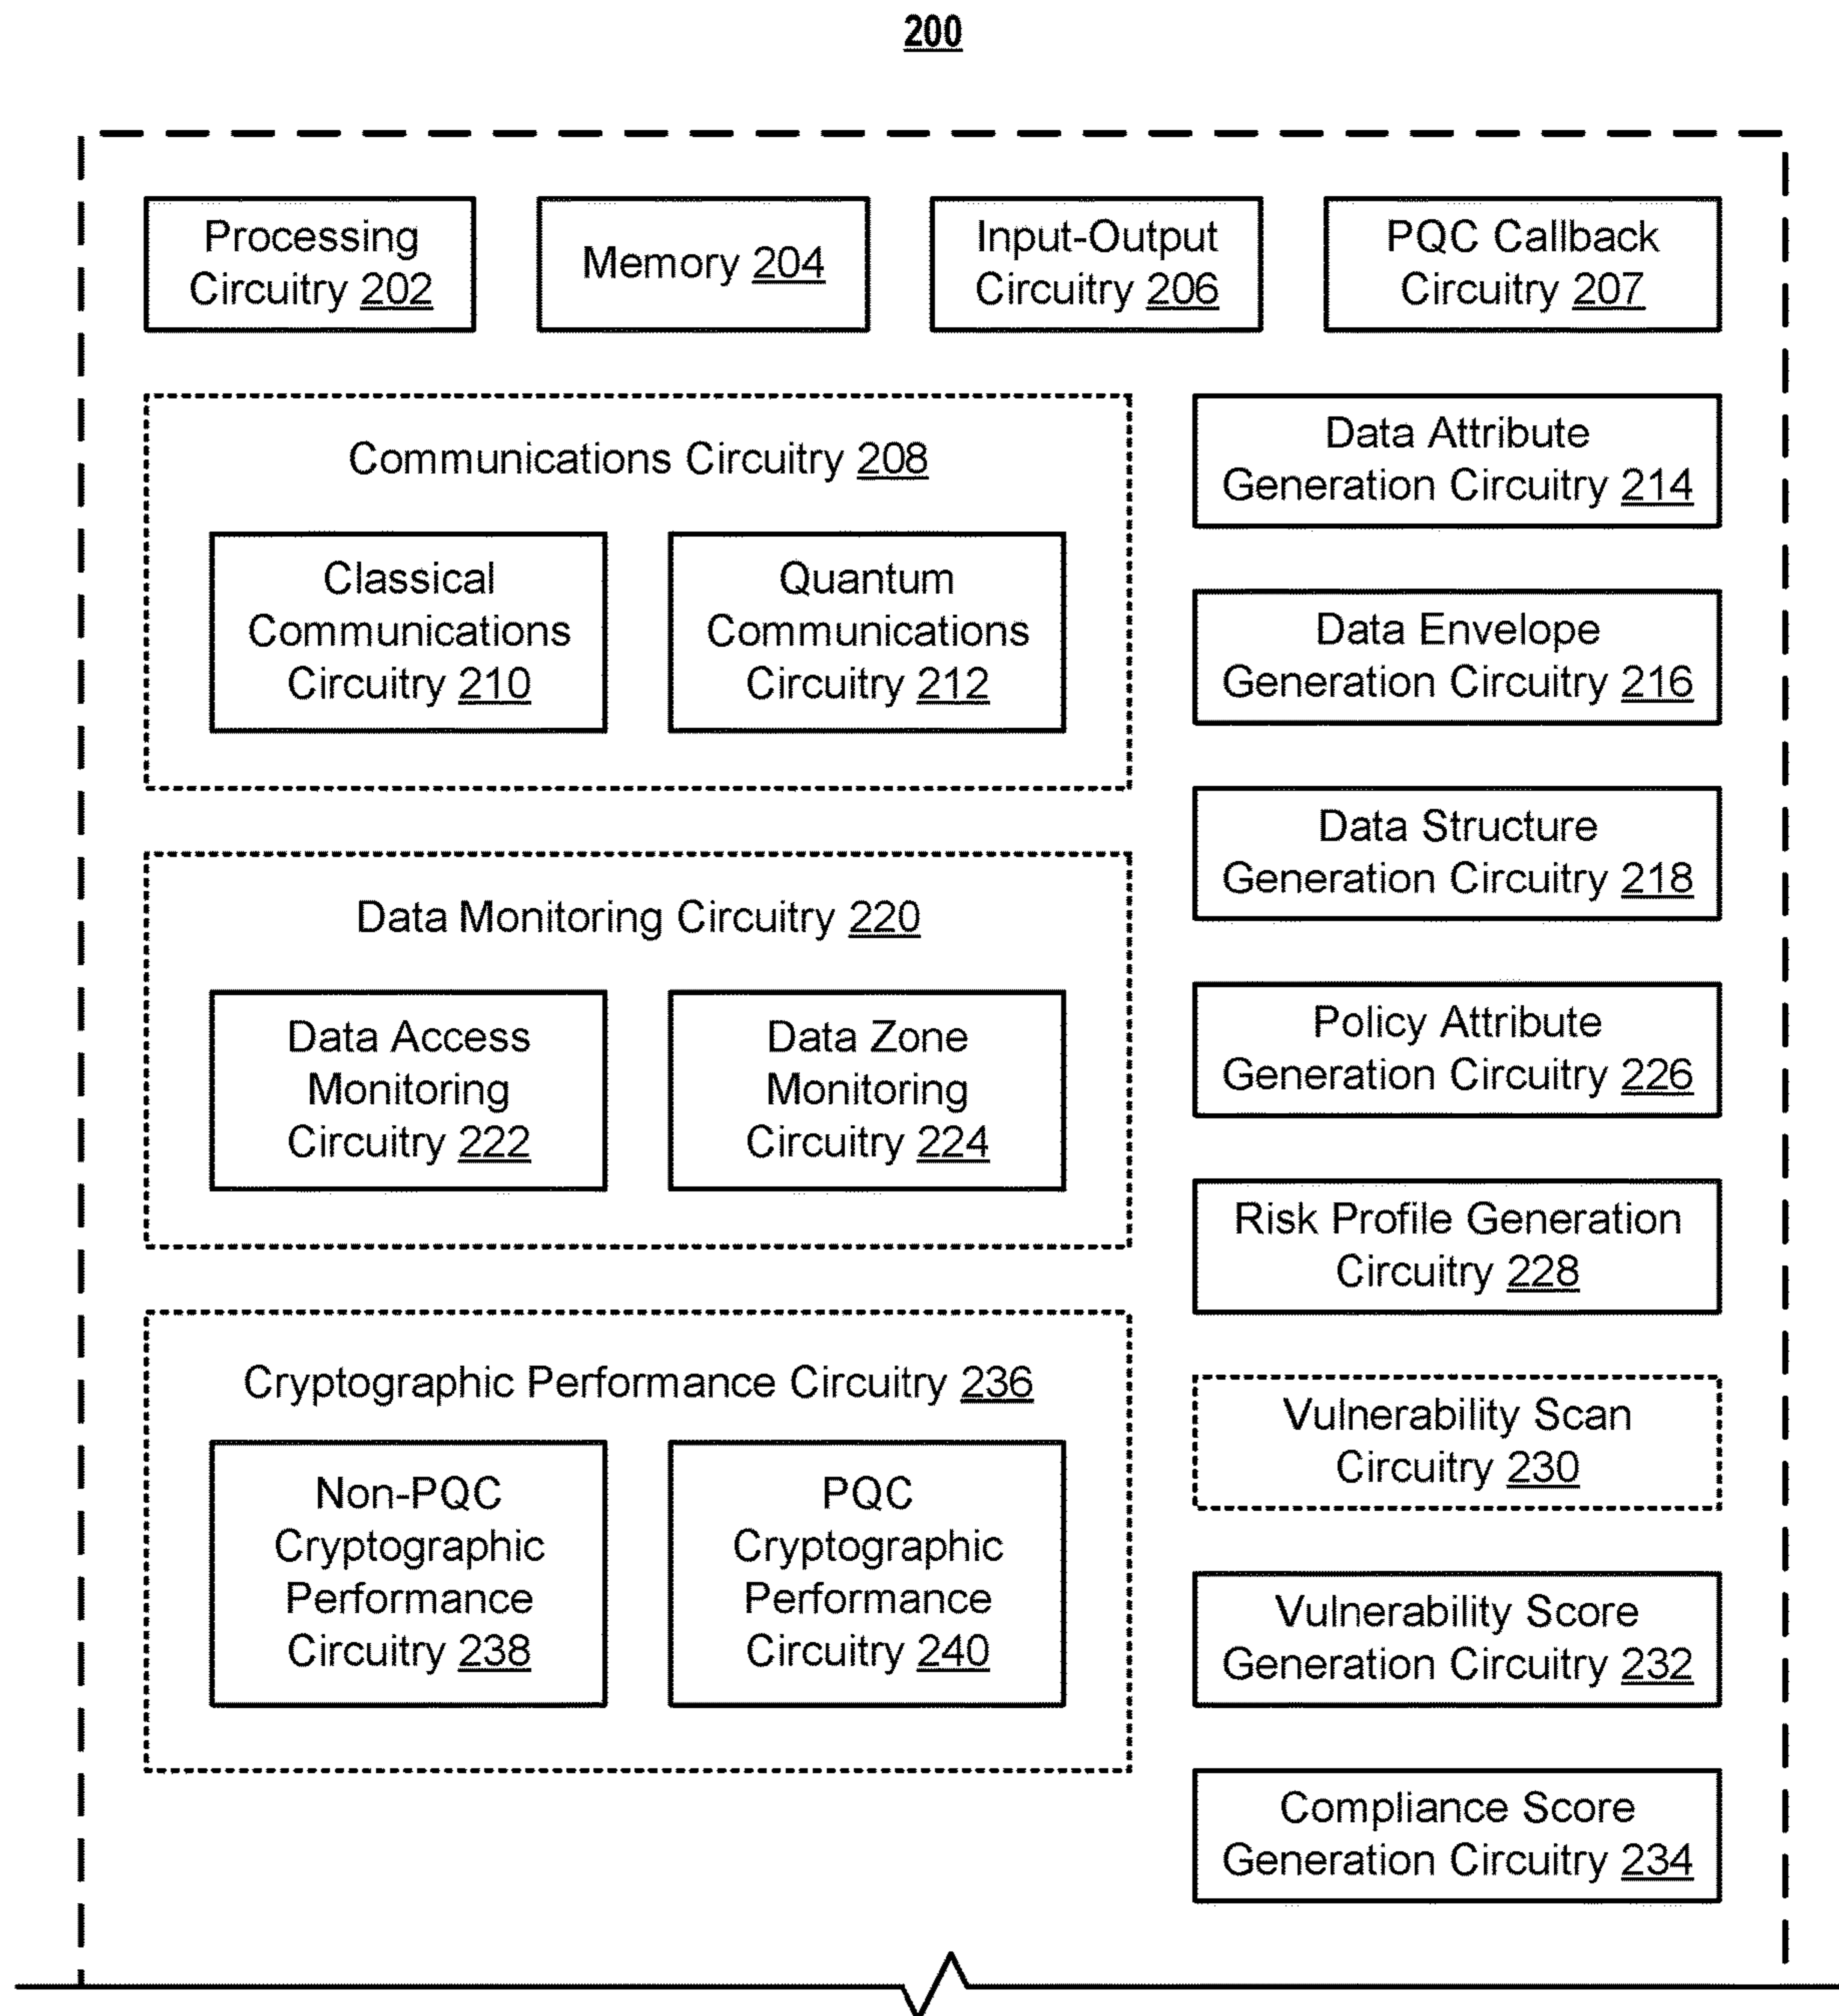 200
Processing
Circuitry 202
Memory 204
Input-Output
Circuitry 206
PQC Callback
Circuitry 207
Communications Circuitry 208
Classical
Communications
Circuitry 210
Quantum
Communications
Circuitry 212
Data Monitoring Circuitry 220
Data Access
Monitoring
Circuitry 222
Data Zone
Monitoring
Circuitry 224
Cryptographic Performance Circuitry 236
Non-PQC
Cryptographic
Performance
Circuitry 238
PQC
Cryptographic
Performance
Circuitry 240
Data Attribute
Generation Circuitry 214
Data Envelope
Generation Circuitry 216
Data Structure
Generation Circuitry 218
Policy Attribute
Generation Circuitry 226
Risk Profile Generation
Circuitry 228
Vulnerability Scan
Circuitry 230
Vulnerability Score
Generation Circuitry 232
Compliance Score
Generation Circuitry 234